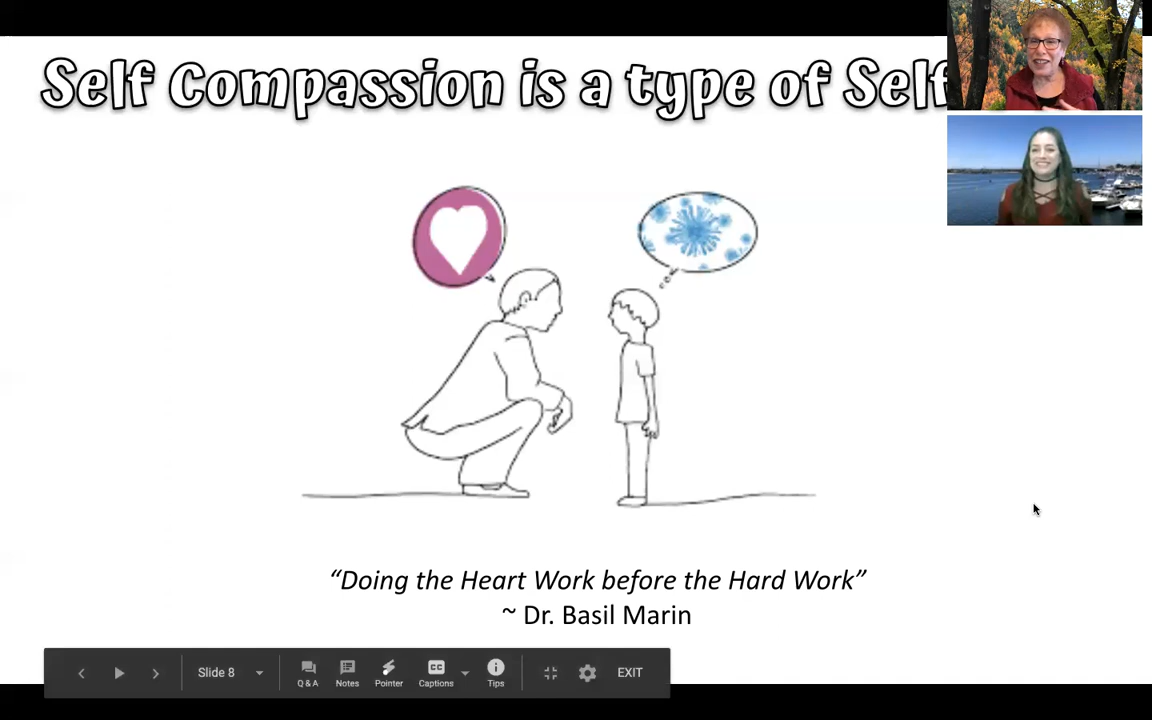 Self Compassion is a type of Self
“Doing the Heart Work before the Hard Work”
~ Dr. Basil Marin
Slide 8
Q & A
Notes
Pointer
CC
Captions
Tips
EXIT